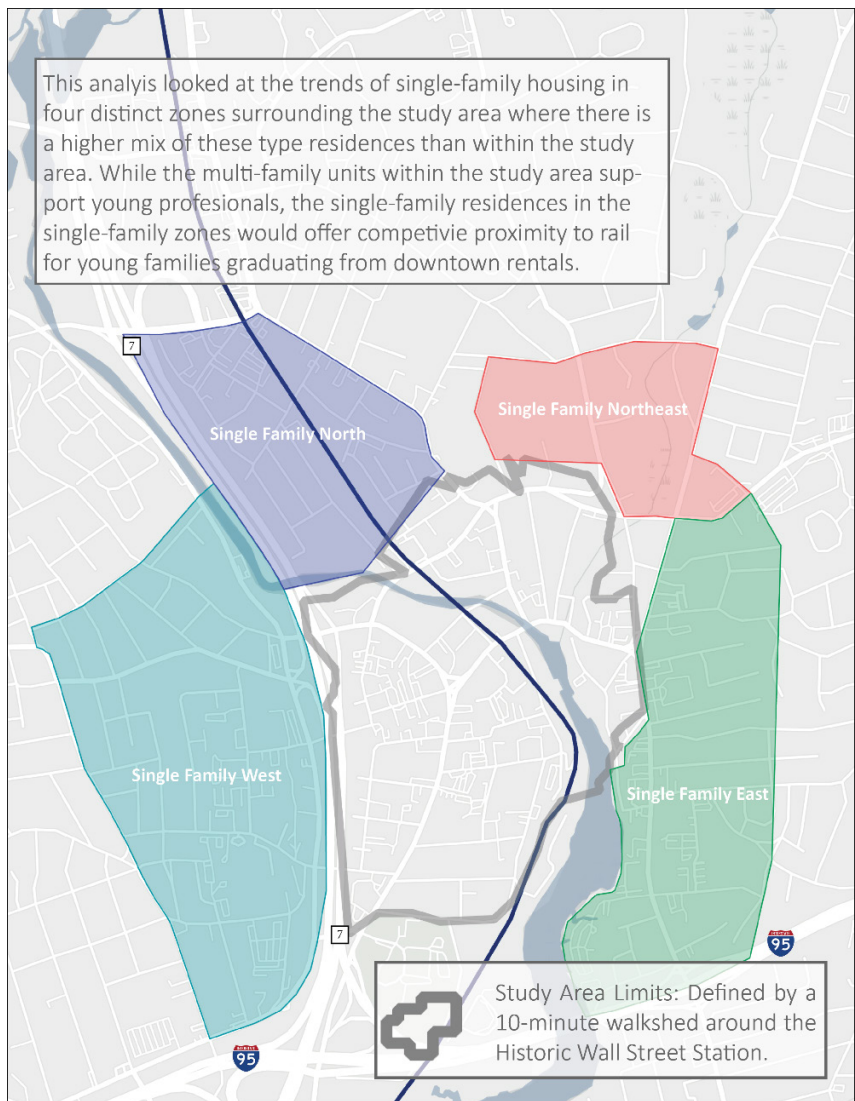 This analyis looked at the trends of single-family housing in
four distinct zones surrounding the study area where there is
a higher mix of these type residences than within the study
area. While the multi-family units within the study area sup-
port young profesionals, the single-family residences in the
single-family zones would offer competivie proximity to rail
for young families graduating from downtown rentals.
7
Single Family North
Single Family Northeast
Single Family West
Single Family East
7
95
95
Study Area Limits: Defined by a
10-minute walkshed around the
Historic Wall Street Station.